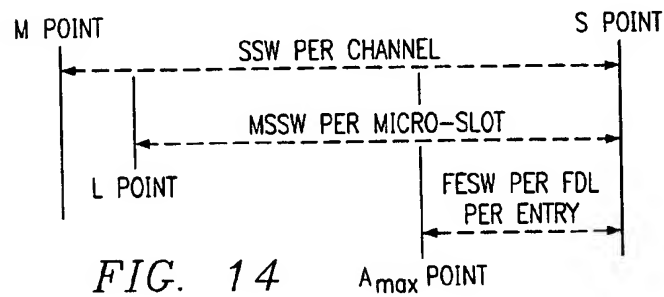 M POINT
S POINT
SSW PER CHANNEL
MSSW PER MICRO-SLOT
L POINT
FESW PER FDL
PER ENTRY
FIG. 14
Amax POINT